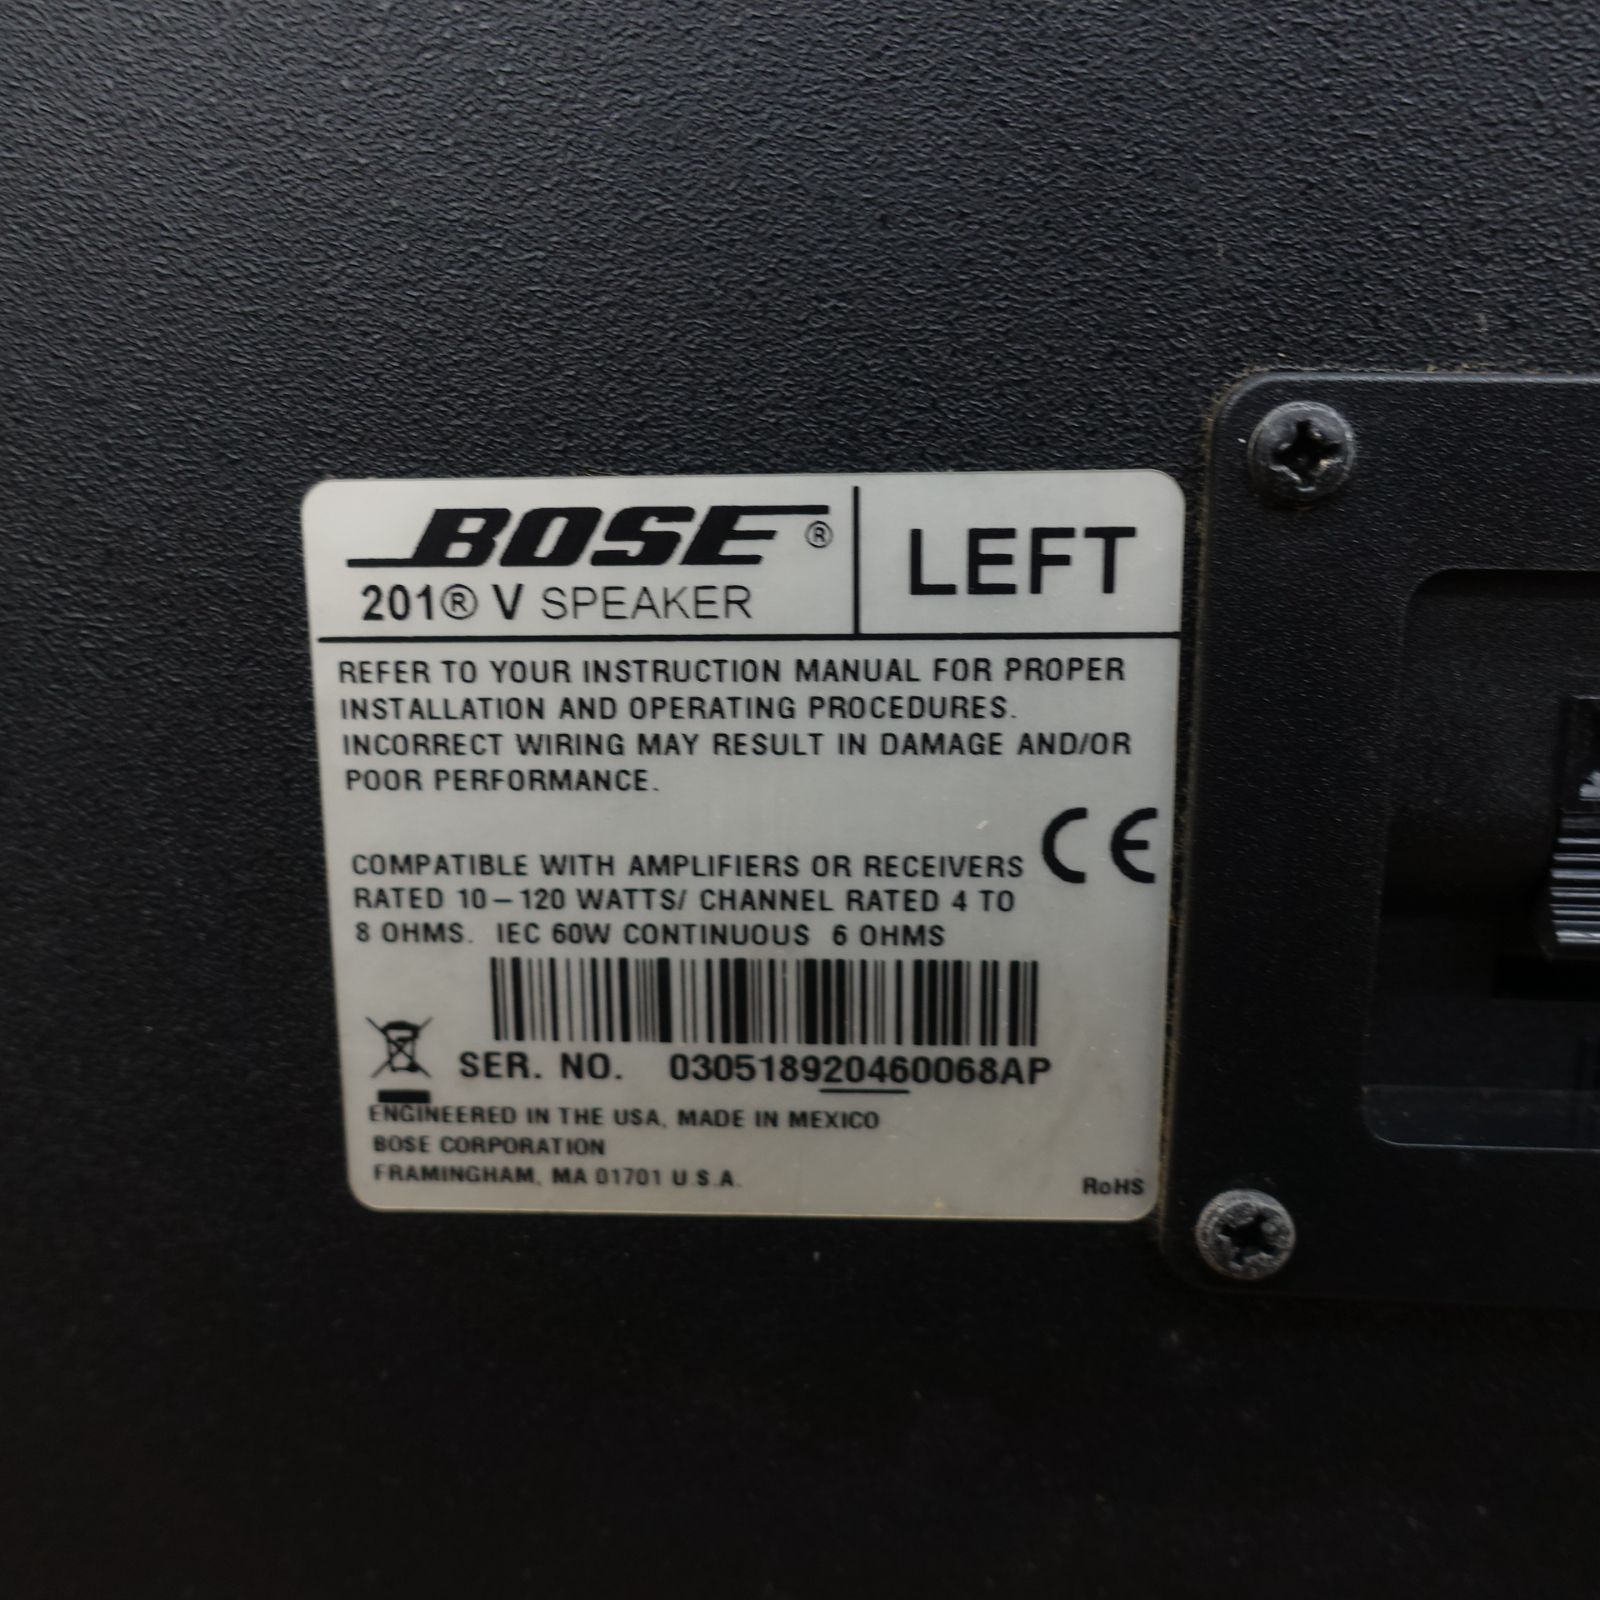 BOSE®
201® V SPEAKER
LEFT
REFER TO YOUR INSTRUCTION MANUAL FOR PROPER
INSTALLATION AND OPERATING PROCEDURES.
INCORRECT WIRING MAY RESULT IN DAMAGE AND/OR
POOR PERFORMANCE.
CE
COMPATIBLE WITH AMPLIFIERS OR RECEIVERS
RATED 10–120 WATTS/ CHANNEL RATED 4 TO
8 OHMS. IEC 60W CONTINUOUS 6 OHMS
SER. NO. 030518920460068AP
ENGINEERED IN THE USA, MADE IN MEXICO
BOSE CORPORATION
FRAMINGHAM, MA 01701 U.S.A.
RoHS